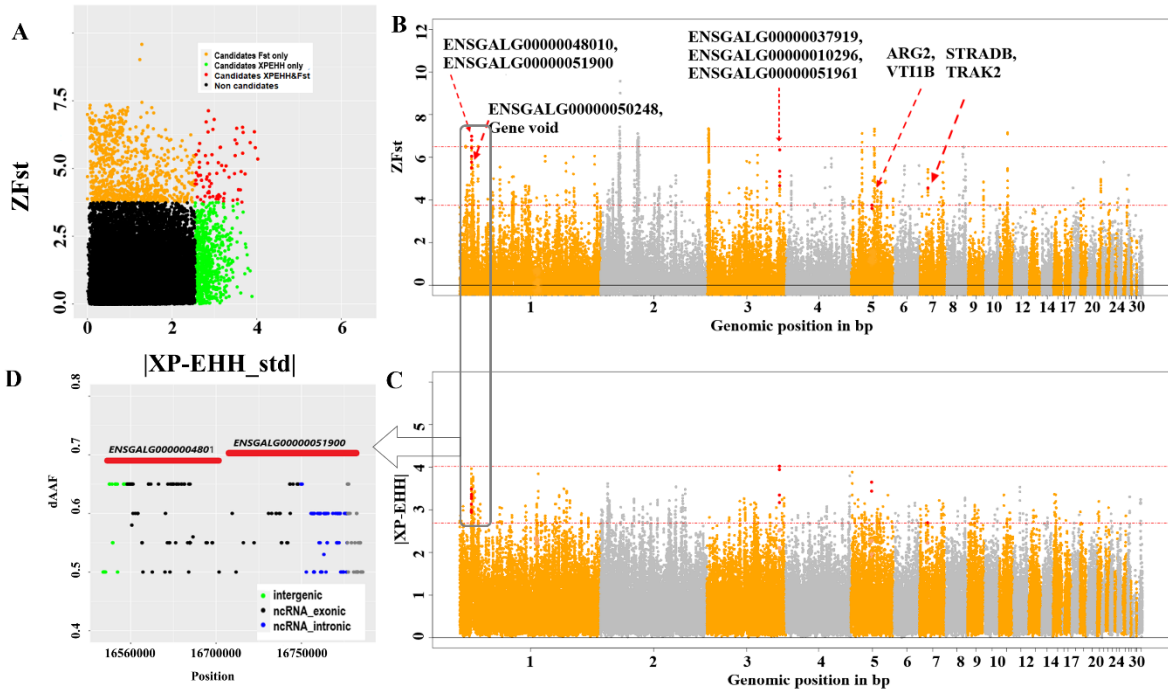 A
Candidates Fst only
Candidates XPEHH only
Candidates XPEHH&Fst
Non candidates
ZFst
7.5
5.0
2.5
0.0
0 2 4 6
|XP-EHH_std|
B
ENSGALG00000048010,
ENSGALG00000051900
ENSGALG00000050248,
Gene void
ENSGALG00000037919,
ENSGALG00000010296,
ENSGALG00000051961
ARG2, STRADB,
VTI1B TRAK2
ZFst
12
10
8
6
4
2
0
1 2 3 4 5 6 7 8 9 10 12 14 17 20 24 30
Genomic position in bp
D
dAAF
0.8
0.7
0.6
0.5
0.4
ENSGALG0000004801
ENSGALG00000051900
intergenic
ncRNA_exonic
ncRNA_intronic
16560000 16700000 16750000
Position
C
|XP-EHH|
5
4
3
2
1
0
1 2 3 4 5 6 7 8 9 10 12 14 17 20 24 30
Genomic position in bp